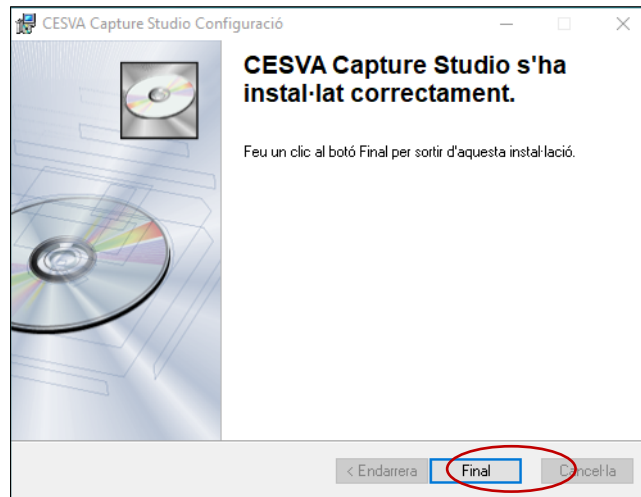 CESVA Capture Studio Configuració
CESVA Capture Studio s'ha
instal·lat correctament.
Feu un clic al botó Final per sortir d'aquesta instal·lació.
< Endarrera
Final
Cancel·la